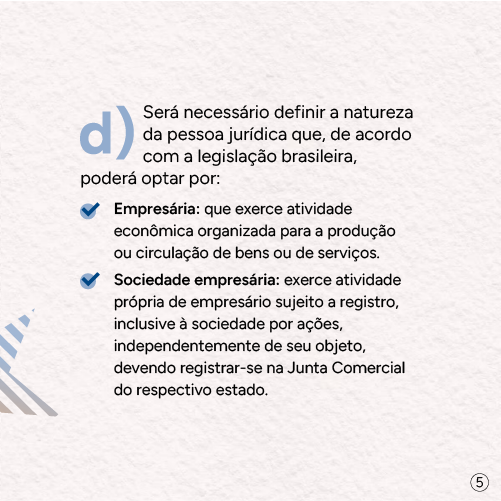 d) Será necessário definir a natureza
da pessoa jurídica que, de acordo
com a legislação brasileira,
poderá optar por:
Empresária: que exerce atividade
econômica organizada para a produção
ou circulação de bens ou de serviços.
Sociedade empresária: exerce atividade
própria de empresário sujeito a registro,
inclusive à sociedade por ações,
independentemente de seu objeto,
devendo registrar-se na Junta Comercial
do respectivo estado.
5